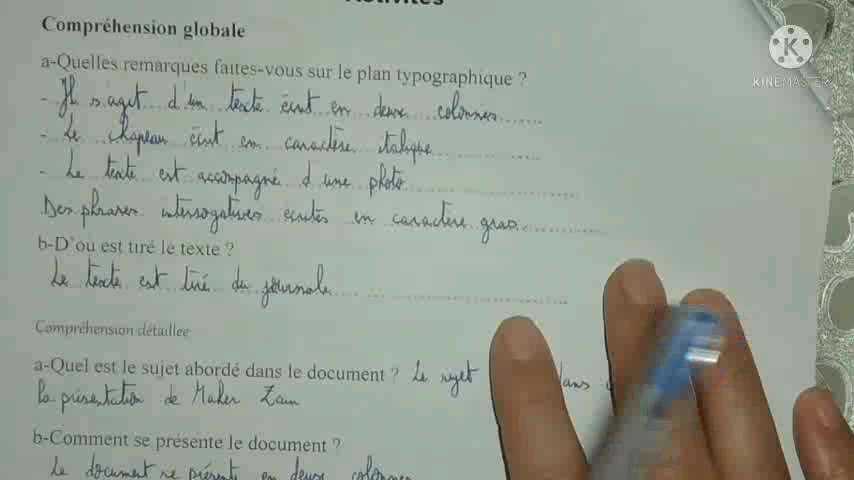 Activités
Compréhension globale
a-Quelles remarques faites-vous sur le plan typographique ?
- Il s'agit d'un texte écrit en deux colonnes
- Le chapeau écrit en caractère italique
- Le texte est accompagné d'une photo
Des phrases interrogatives écrites en caractère gras.
b-D'où est tiré le texte ?
Le texte est tiré du journale
Compréhension détaillée
a-Quel est le sujet abordé dans le document ? Le sujet dans
la présentation de Maher Zain
b-Comment se présente le document ?
Le document se présente en deux colonnes
K
KINEMASTER